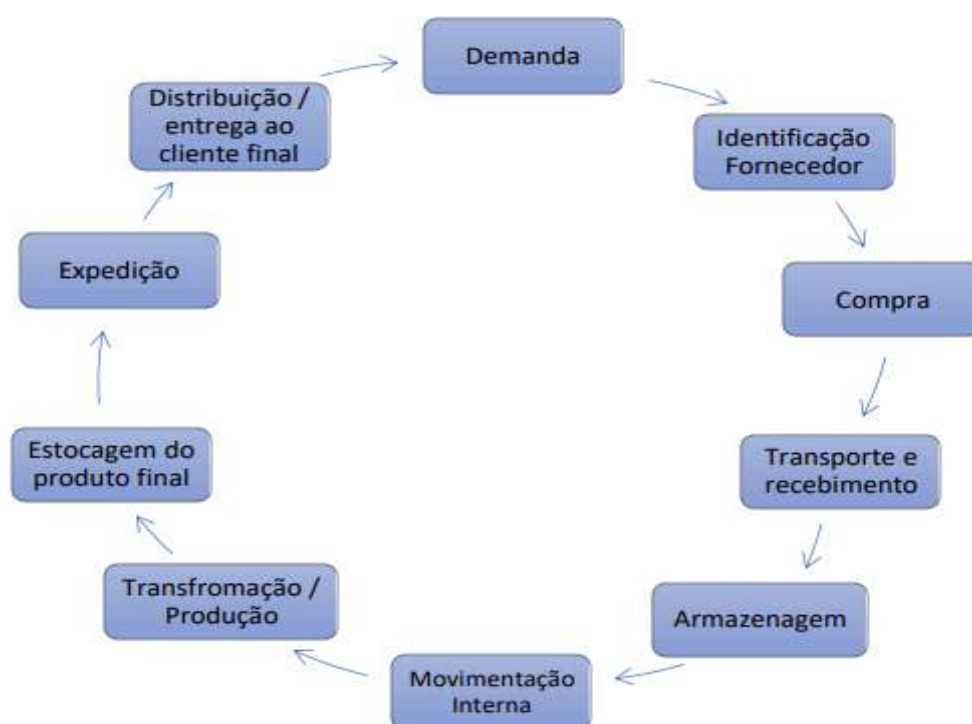 Demanda
Identificação
Fornecedor
Compra
Transporte e
recebimento
Armazenagem
Movimentação
Interna
Transfromação /
Produção
Estocagem do
produto final
Expedição
Distribuição /
entrega ao
cliente final